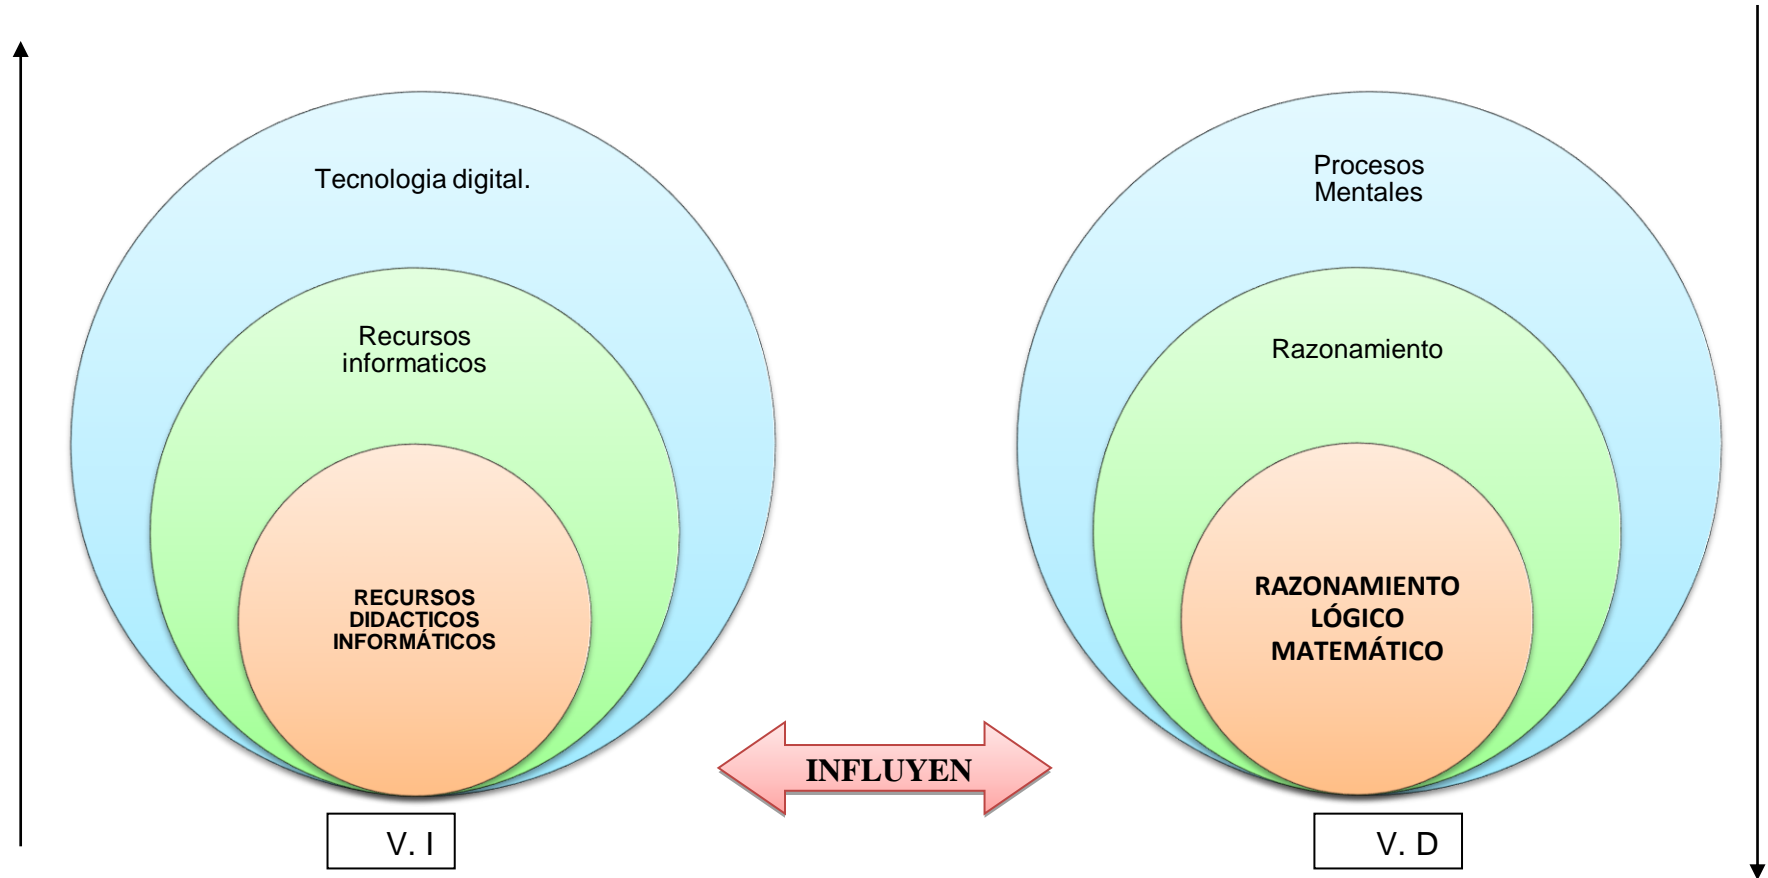 Tecnologia digital.
Recursos
informaticos
RECURSOS
DIDACTICOS
INFORMÁTICOS
V. I
INFLUYEN
Procesos
Mentales
Razonamiento
RAZONAMIENTO
LÓGICO
MATEMÁTICO
V. D